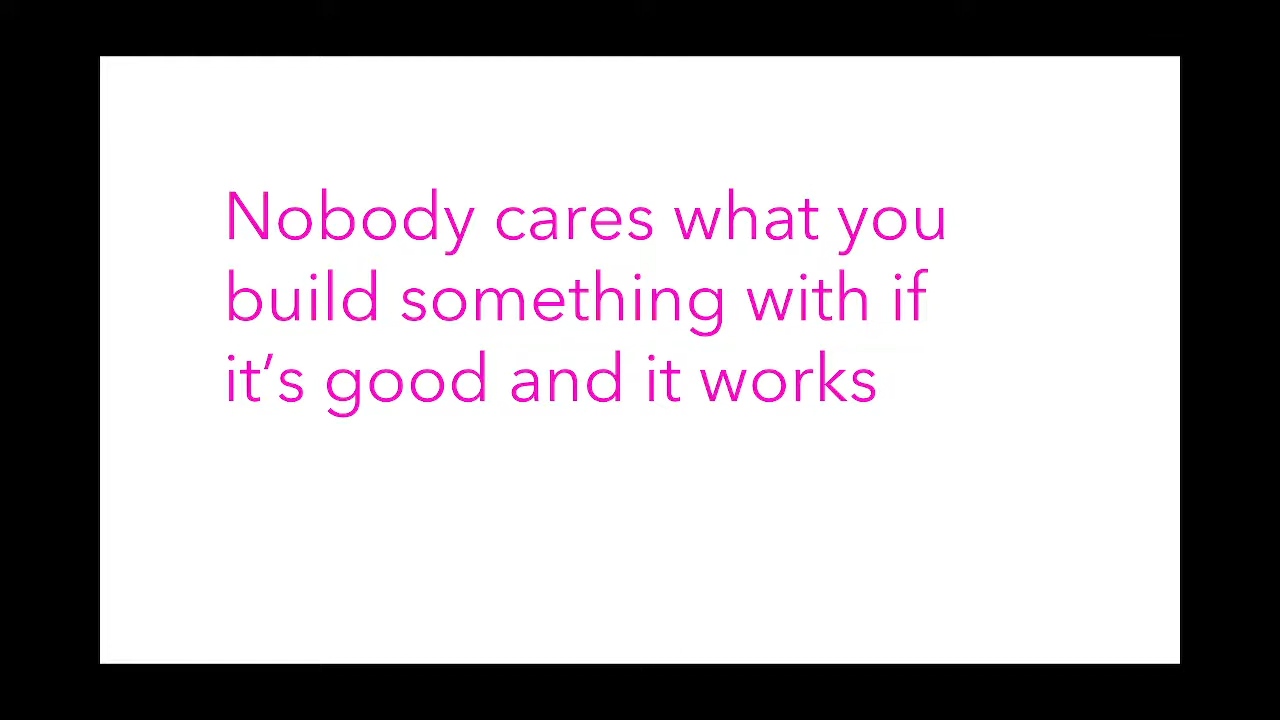 Nobody cares what you
build something with if
it’s good and it works